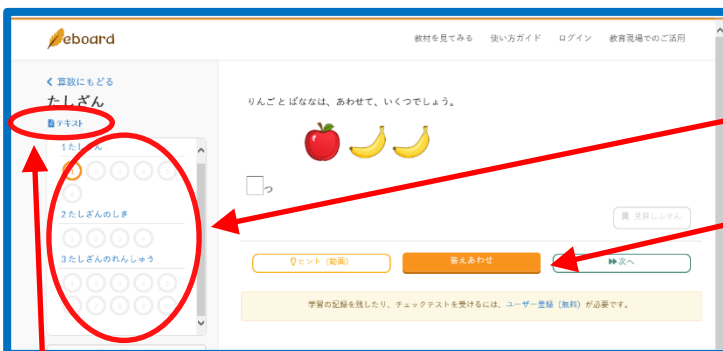 eboard
教材を見てみる 使い方ガイド ログイン 教育現場でのご活用
算数にもどる
たしざん
テキスト
1たし
2たしざんのしき
3たしざんのれんしゅう
りんご と ばななは、あわせて、いくつでしょう。
つ
見直しふせん
ヒント（動画）
答えあわせ
次へ
学習の記録を残したり、チェックテストを受けるには、ユーザー登録（無料）が必要です。